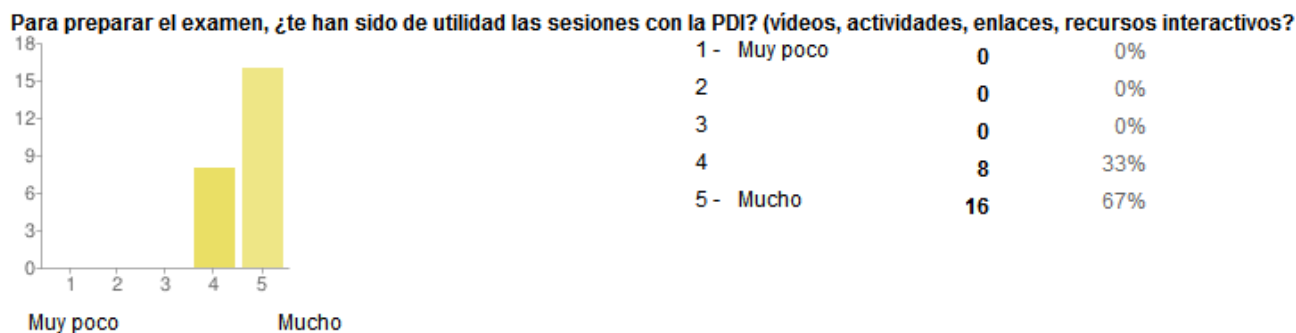 Para preparar el examen, ¿te han sido de utilidad las sesiones con la PDI? (vídeos, actividades, enlaces, recursos interactivos?
18
15
12
9
6
3
0
1 2 3 4 5
Muy poco Mucho
1 - Muy poco 0 0%
2 0 0%
3 0 0%
4 8 33%
5 - Mucho 16 67%